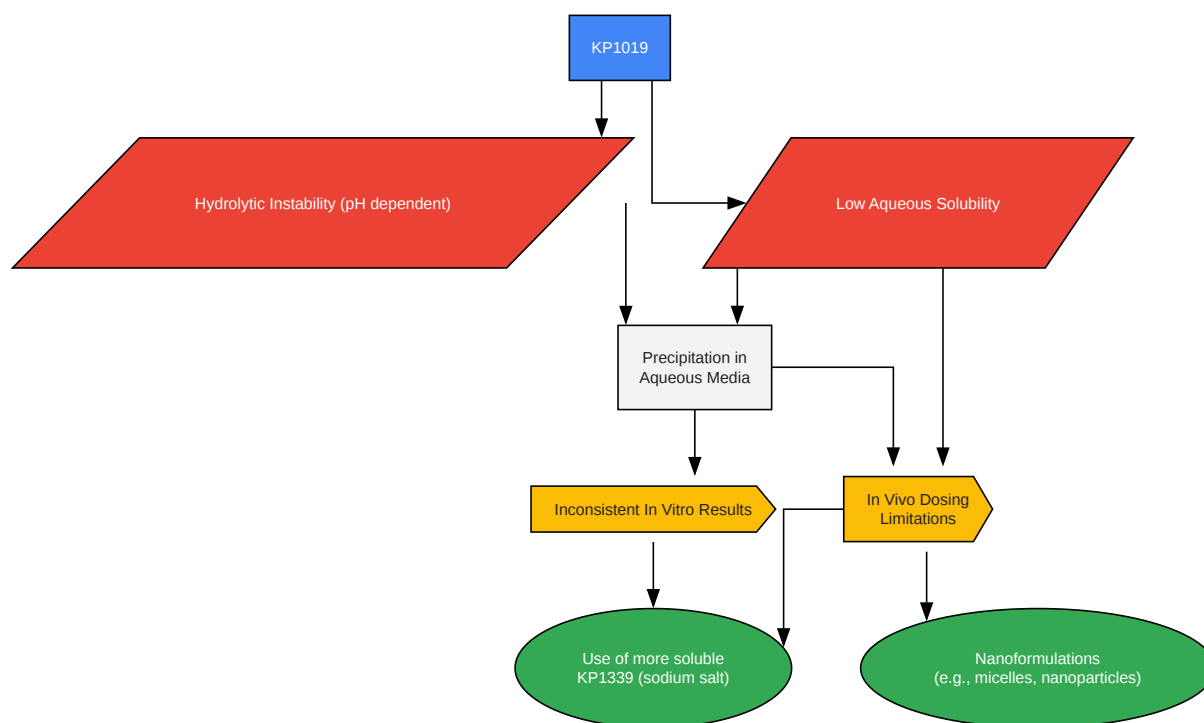 KP1019
Hydrolytic Instability (pH dependent)
Low Aqueous Solubility
Precipitation in
Aqueous Media
Inconsistent In Vitro Results
In Vivo Dosing
Limitations
Use of more soluble
KP1339 (sodium salt)
Nanoformulations
(e.g., micelles, nanoparticles)